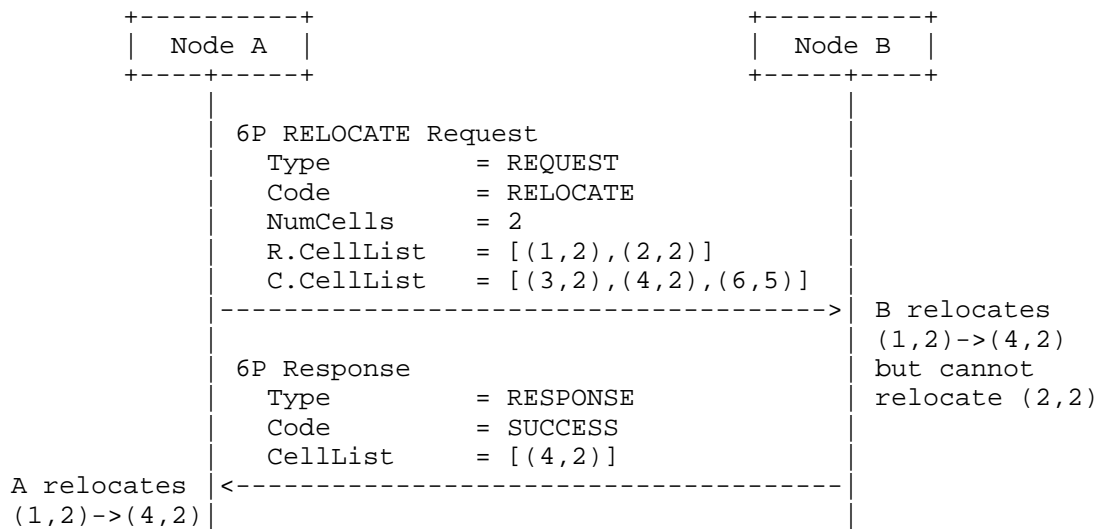 +----------+                           +----------+
|  Node A  |                           |  Node B  |
+----+-----+                           +-----+----+
6P RELOCATE Request
Type         = REQUEST
Code         = RELOCATE
NumCells     = 2
R.CellList   = [(1,2),(2,2)]
C.CellList   = [(3,2),(4,2),(6,5)]
|-------------------------------------->| B relocates
(1,2)->(4,2)
6P Response                             | but cannot
Type         = RESPONSE                 | relocate (2,2)
Code         = SUCCESS
CellList     = [(4,2)]
A relocates |<--------------------------------------|
(1,2)->(4,2)|